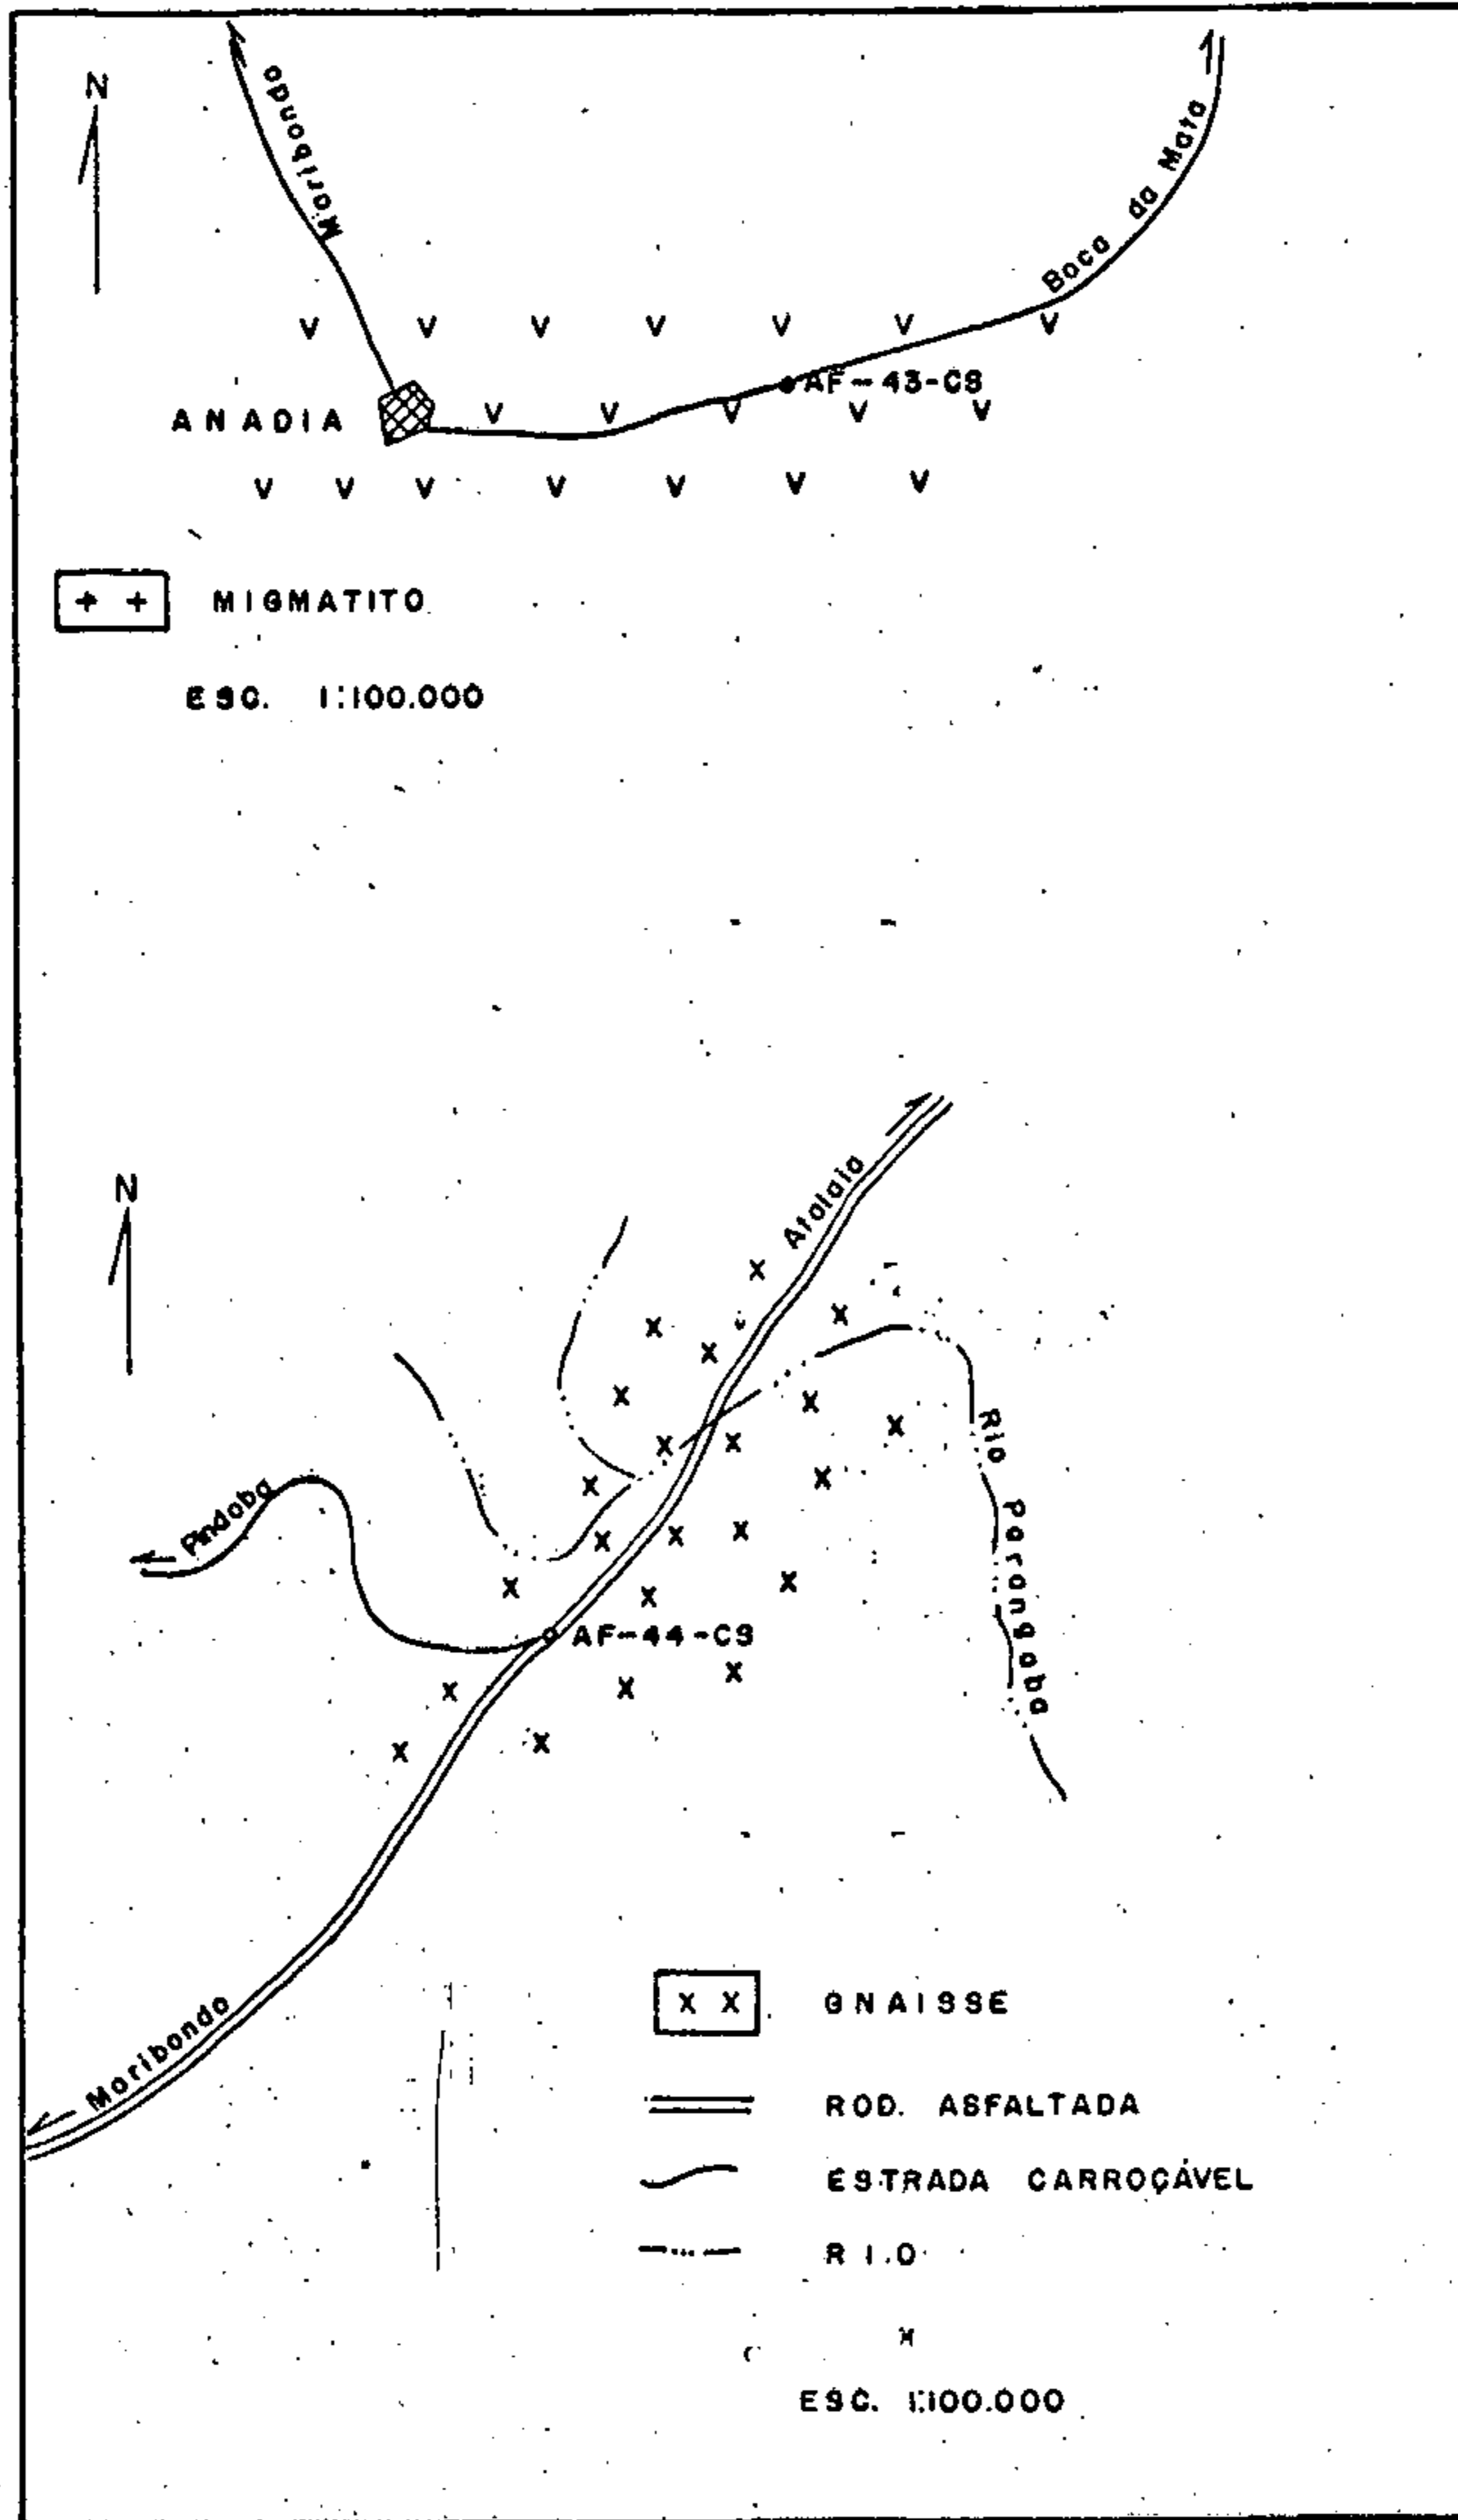 N
Maribondo
Boca da Mata
V V V V V V V
AF-43-CS
ANADIA
V V V V V
V V V V V V V
+ + MIGMATITO
ESC. 1:100.000
N
Atalaia
Rio Parangaba
Pindoba
AF-44-CS
Maribondo
X X GNAISSE
ROD. ASFALTADA
ESTRADA CARROÇÁVEL
RIO
ESC. 1:100.000